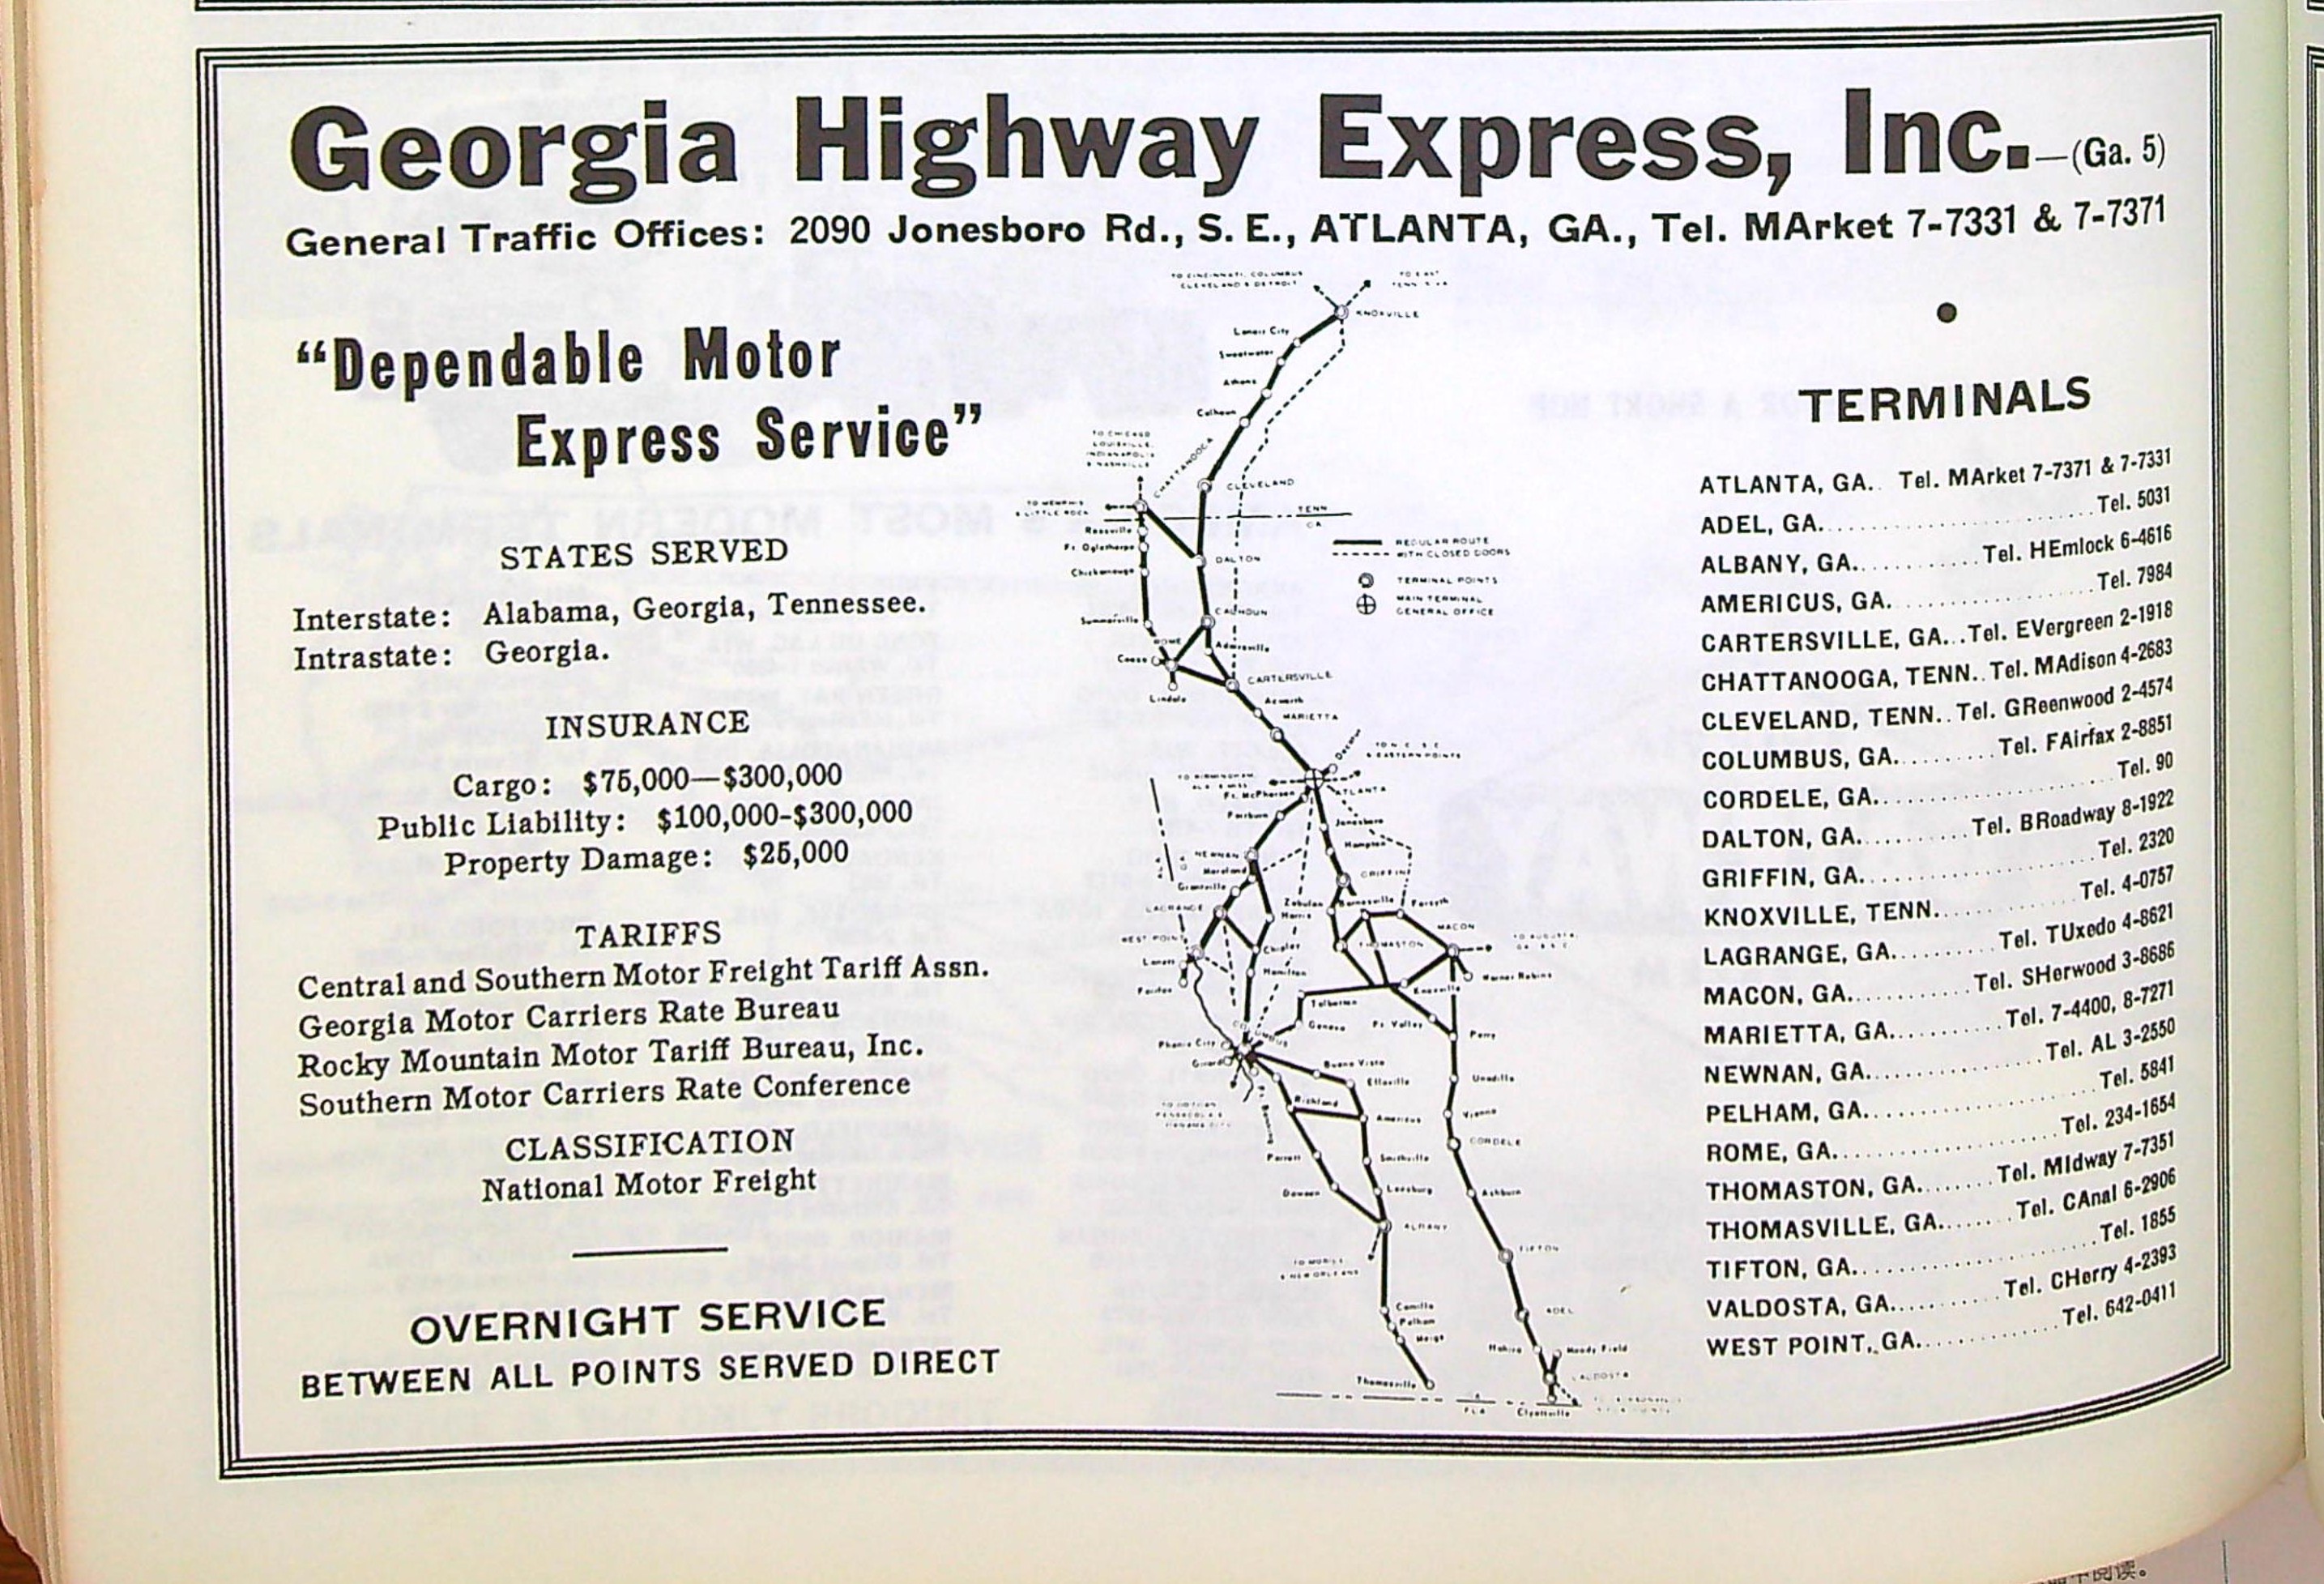 Georgia Highway Express, Inc.—(Ga. 5)
General Traffic Offices: 2090 Jonesboro Rd., S. E., ATLANTA, GA., Tel. MArket 7-7331 & 7-7371
“Dependable Motor
Express Service”
STATES SERVED
Interstate: Alabama, Georgia, Tennessee.
Intrastate: Georgia.
INSURANCE
Cargo: $75,000—$300,000
Public Liability: $100,000-$300,000
Property Damage: $25,000
TARIFFS
Central and Southern Motor Freight Tariff Assn.
Georgia Motor Carriers Rate Bureau
Rocky Mountain Motor Tariff Bureau, Inc.
Southern Motor Carriers Rate Conference
CLASSIFICATION
National Motor Freight
OVERNIGHT SERVICE
BETWEEN ALL POINTS SERVED DIRECT
TO CINCINNATI, COLUMBUS
CLEVELAND & DETROIT
TO EAST
KNOXVILLE
Lenoir City
Sweetwater
Athens
Calhoun
TO CHICAGO
LOUISVILLE,
INDIANAPOLIS
& NASHVILLE
CHATTANOOGA
CLEVELAND
TO MEMPHIS
& LITTLE ROCK
TENN
GA
Rossville
Ft. Oglethorpe
Chickamauga
DALTON
REGULAR ROUTE
WITH CLOSED DOORS
TERMINAL POINTS
MAIN TERMINAL
GENERAL OFFICE
CALHOUN
Summerville
ROME
Adairsville
Coosa
Lindale
CARTERSVILLE
Acworth
MARIETTA
Decatur
& EASTERN POINTS
TO BIRMINGHAM
Ft. McPherson
ATLANTA
Fairburn
Jonesboro
Hampton
NEWNAN
Moreland
Grantville
GRIFFIN
LAGRANGE
Zebulon
Barnesville
Forsyth
Harris
WEST POINT
Chipley
THOMASTON
MACON
Lanett
Hamilton
Warner Robins
Fairfax
Talbotton
Knoxville
Geneva
Ft. Valley
Perry
Phenix City
Girard
Buena Vista
Ellaville
Unadilla
Richland
Americus
Vienna
CORDELE
Parrott
Smithville
Dawson
Leesburg
Ashburn
ALBANY
TIFTON
TO MOBILE
& NEW ORLEANS
Camilla
Pelham
Meigs
ADEL
Hahira
Moody Field
VALDOSTA
Thomasville
FLA
Clyattville
TERMINALS
ATLANTA, GA.. Tel. MArket 7-7371 & 7-7331
ADEL, GA. Tel. 5031
ALBANY, GA. Tel. HEmlock 6-4616
AMERICUS, GA. Tel. 7984
CARTERSVILLE, GA...Tel. EVergreen 2-1918
CHATTANOOGA, TENN..Tel. MAdison 4-2683
CLEVELAND, TENN..Tel. GReenwood 2-4574
COLUMBUS, GA. Tel. FAirfax 2-8851
CORDELE, GA. Tel. 90
DALTON, GA. Tel. BRoadway 8-1922
GRIFFIN, GA. Tel. 2320
KNOXVILLE, TENN. Tel. 4-0757
LAGRANGE, GA. Tel. TUxedo 4-8621
MACON, GA. Tel. SHerwood 3-8686
MARIETTA, GA. Tel. 7-4400, 8-7271
NEWNAN, GA. Tel. AL 3-2550
PELHAM, GA. Tel. 5841
ROME, GA. Tel. 234-1654
THOMASTON, GA. Tel. MIdway 7-7351
THOMASVILLE, GA. Tel. CAnal 6-2906
TIFTON, GA. Tel. 1855
VALDOSTA, GA. Tel. CHerry 4-2393
WEST POINT, GA. Tel. 642-0411